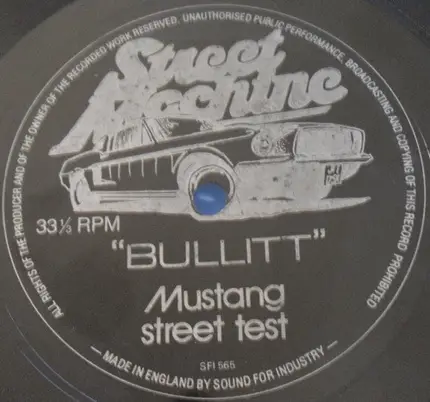 ALL RIGHTS OF THE PRODUCER AND OF THE OWNER OF THE RECORDED WORK RESERVED. UNAUTHORISED PUBLIC PERFORMANCE, BROADCASTING AND COPYING OF THIS RECORD PROHIBITED
Street
Machine
33⅓ RPM
"BULLITT"
Mustang
street test
SFI 565
— MADE IN ENGLAND BY SOUND FOR INDUSTRY —